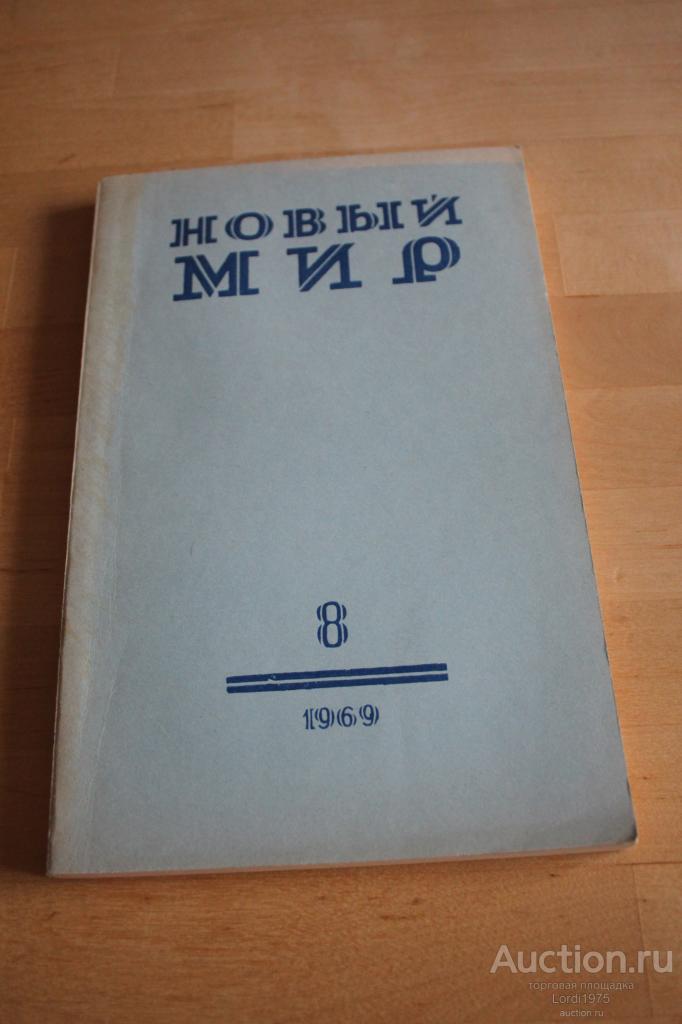 НОВЫЙ
МИР
8
1969
Auction.ru
торговая площадка
Lordi1975
auction.ru